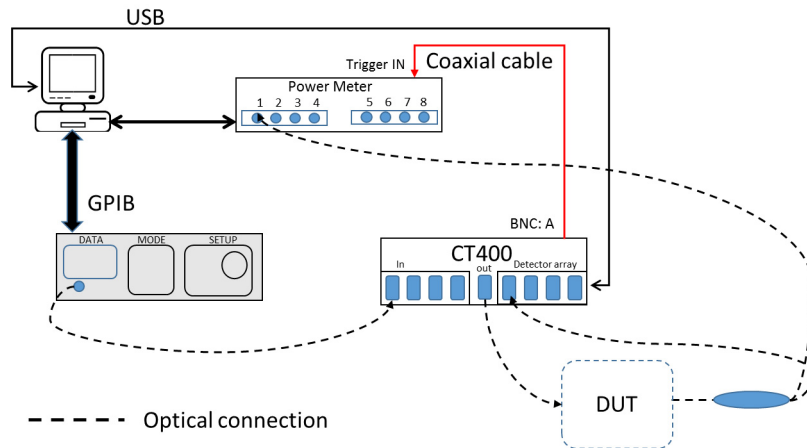 USB
Trigger IN
Coaxial cable
Power Meter
1 2 3 4 5 6 7 8
GPIB
BNC: A
DATA MODE SETUP
CT400
In out Detector array
DUT
Optical connection